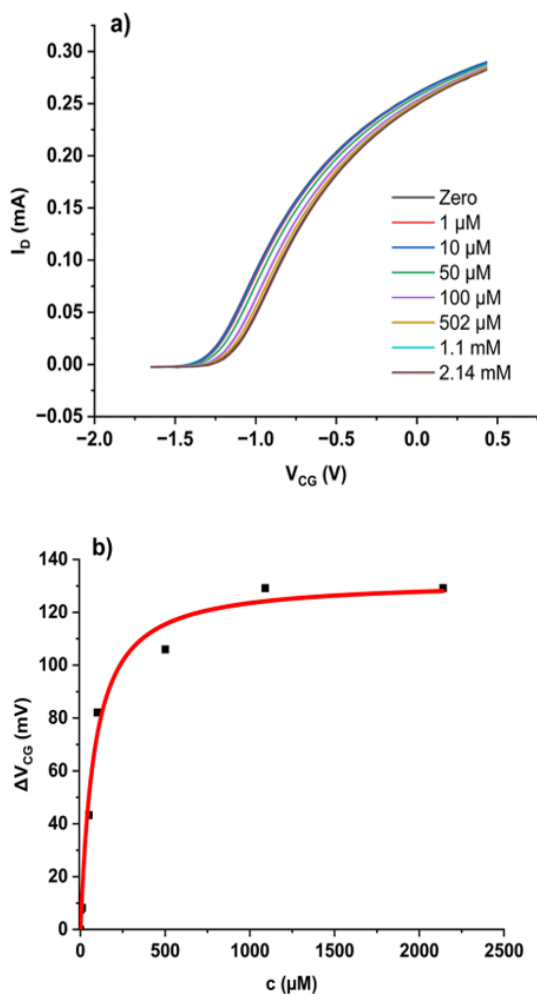 a)
0.30
0.25
0.20
0.15
0.10
0.05
0.00
−0.05
I_D (mA)
Zero
1 µM
10 µM
50 µM
100 µM
502 µM
1.1 mM
2.14 mM
−2.0 −1.5 −1.0 −0.5 0.0 0.5
V_CG (V)
b)
140
120
100
80
60
40
20
0
ΔV_CG (mV)
0 500 1000 1500 2000 2500
c (µM)